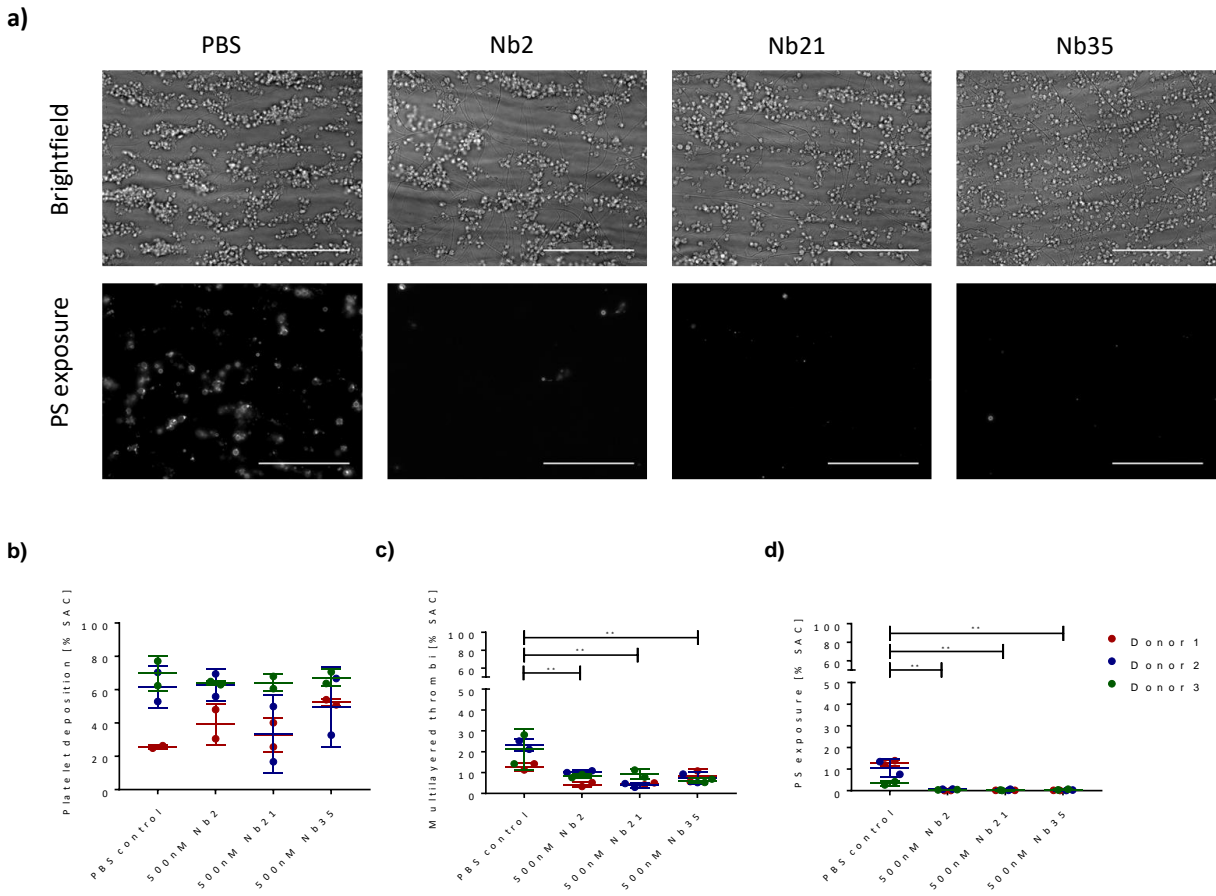 a)
PBS
Nb2
Nb21
Nb35
Brightfield
PS exposure
b)
Platelet deposition [% SAC]
100
80
60
40
20
0
PBS control
500nM Nb2
500nM Nb21
500nM Nb35
c)
Multilayered thrombi [% SAC]
100
80
60
50
40
30
20
10
0
**
**
**
PBS control
500nM Nb2
500nM Nb21
500nM Nb35
d)
PS exposure [% SAC]
100
80
60
50
40
30
20
10
0
**
**
**
PBS control
500nM Nb2
500nM Nb21
500nM Nb35
Donor 1
Donor 2
Donor 3